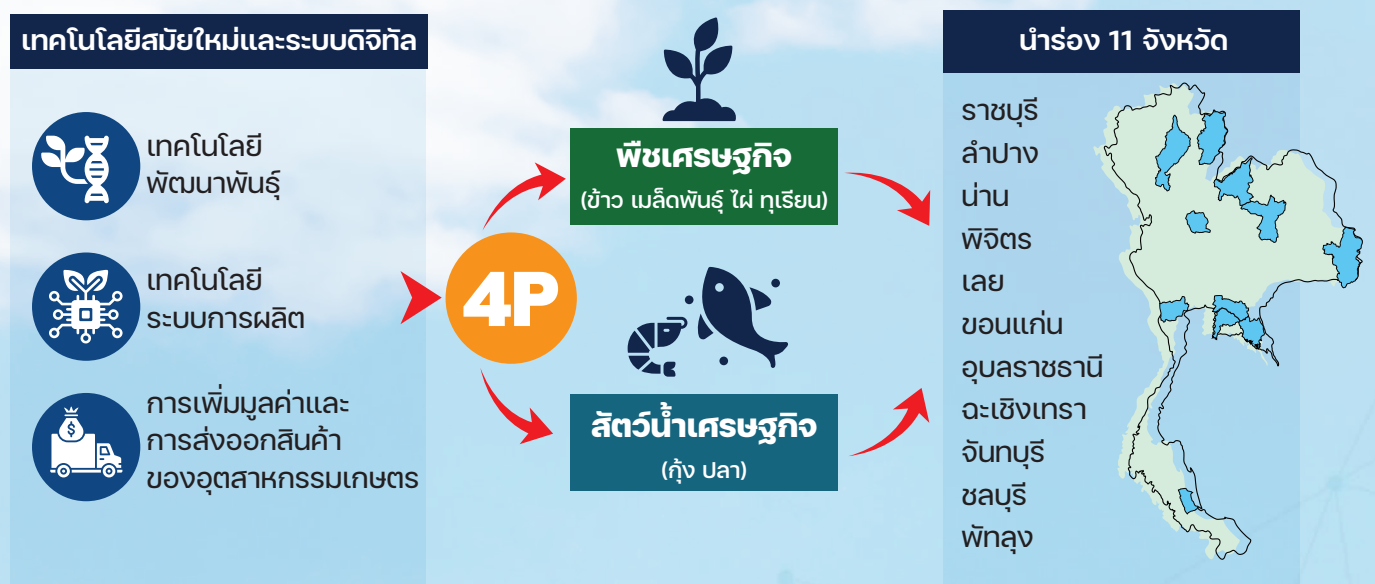 เทคโนโลยีสมัยใหม่และระบบดิจิทัล
เทคโนโลยี
พัฒนาพันธุ์
เทคโนโลยี
ระบบการผลิต
การเพิ่มมูลค่าและ
การส่งออกสินค้า
ของอุตสาหกรรมเกษตร
$
4P
พืชเศรษฐกิจ
(ข้าว เมล็ดพันธุ์ ไผ่ ทุเรียน)
สัตว์น้ำเศรษฐกิจ
(กุ้ง ปลา)
นำร่อง 11 จังหวัด
ราชบุรี
ลำปาง
น่าน
พิจิตร
เลย
ขอนแก่น
อุบลราชธานี
ฉะเชิงเทรา
จันทบุรี
ชลบุรี
พัทลุง